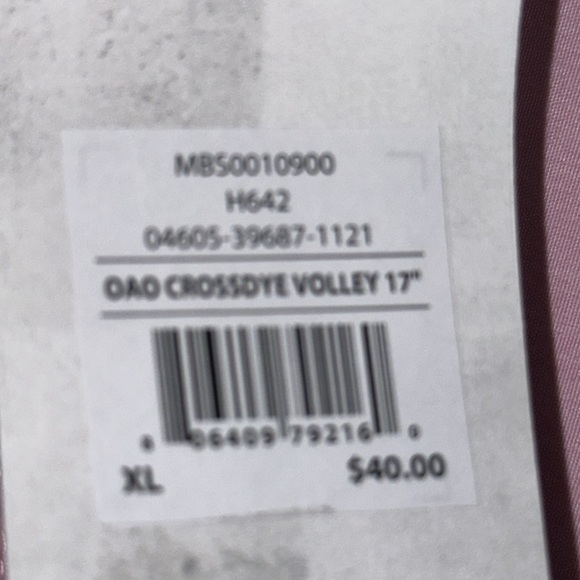 MBS0010900
H642
04605-39687-1121
OAO CROSSDYE VOLLEY 17"
06409 79216
XL
$40.00